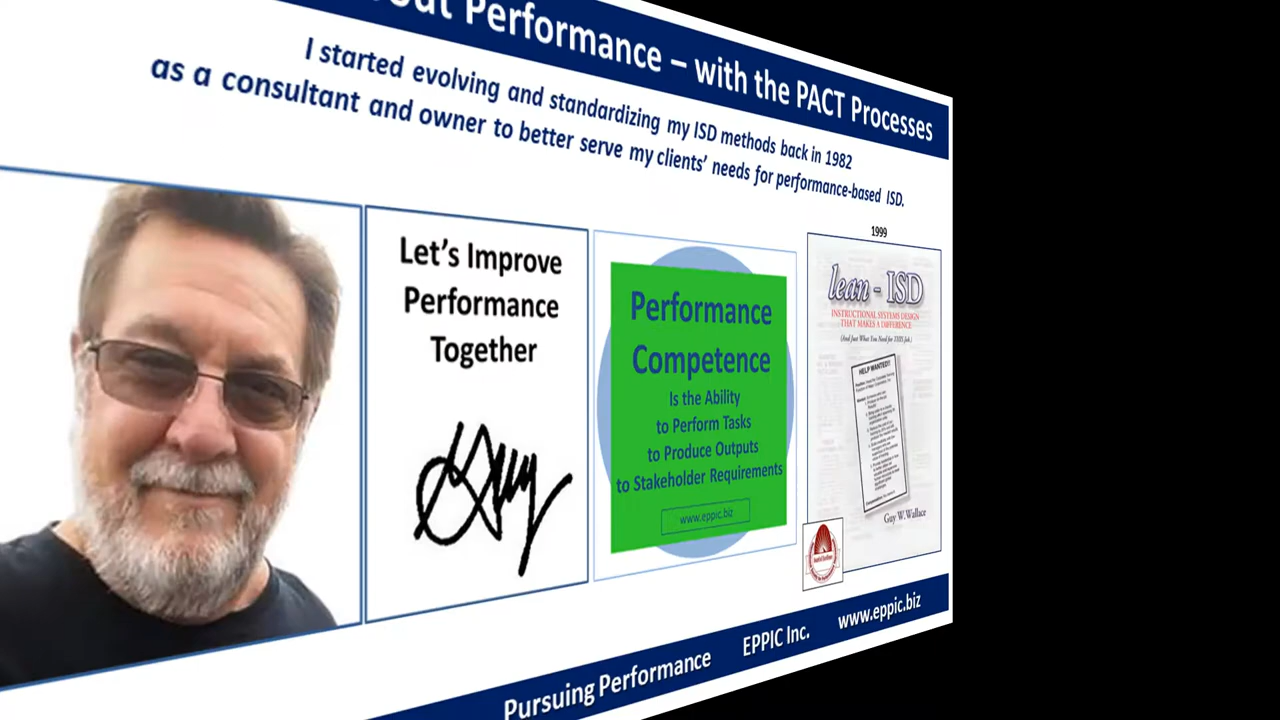 out Performance – with the PACT Processes
I started evolving and standardizing my ISD methods back in 1982
as a consultant and owner to better serve my clients’ needs for performance-based ISD.
Let’s Improve
Performance
Together
Guy
Performance
Competence
Is the Ability
to Perform Tasks
to Produce Outputs
to Stakeholder Requirements
www.eppic.biz
1999
lean - ISD
INSTRUCTIONAL SYSTEMS DESIGN
THAT MAKES A DIFFERENCE
HELP WANTED!!
Guy W. Wallace
Pursuing Performance EPPIC Inc. www.eppic.biz